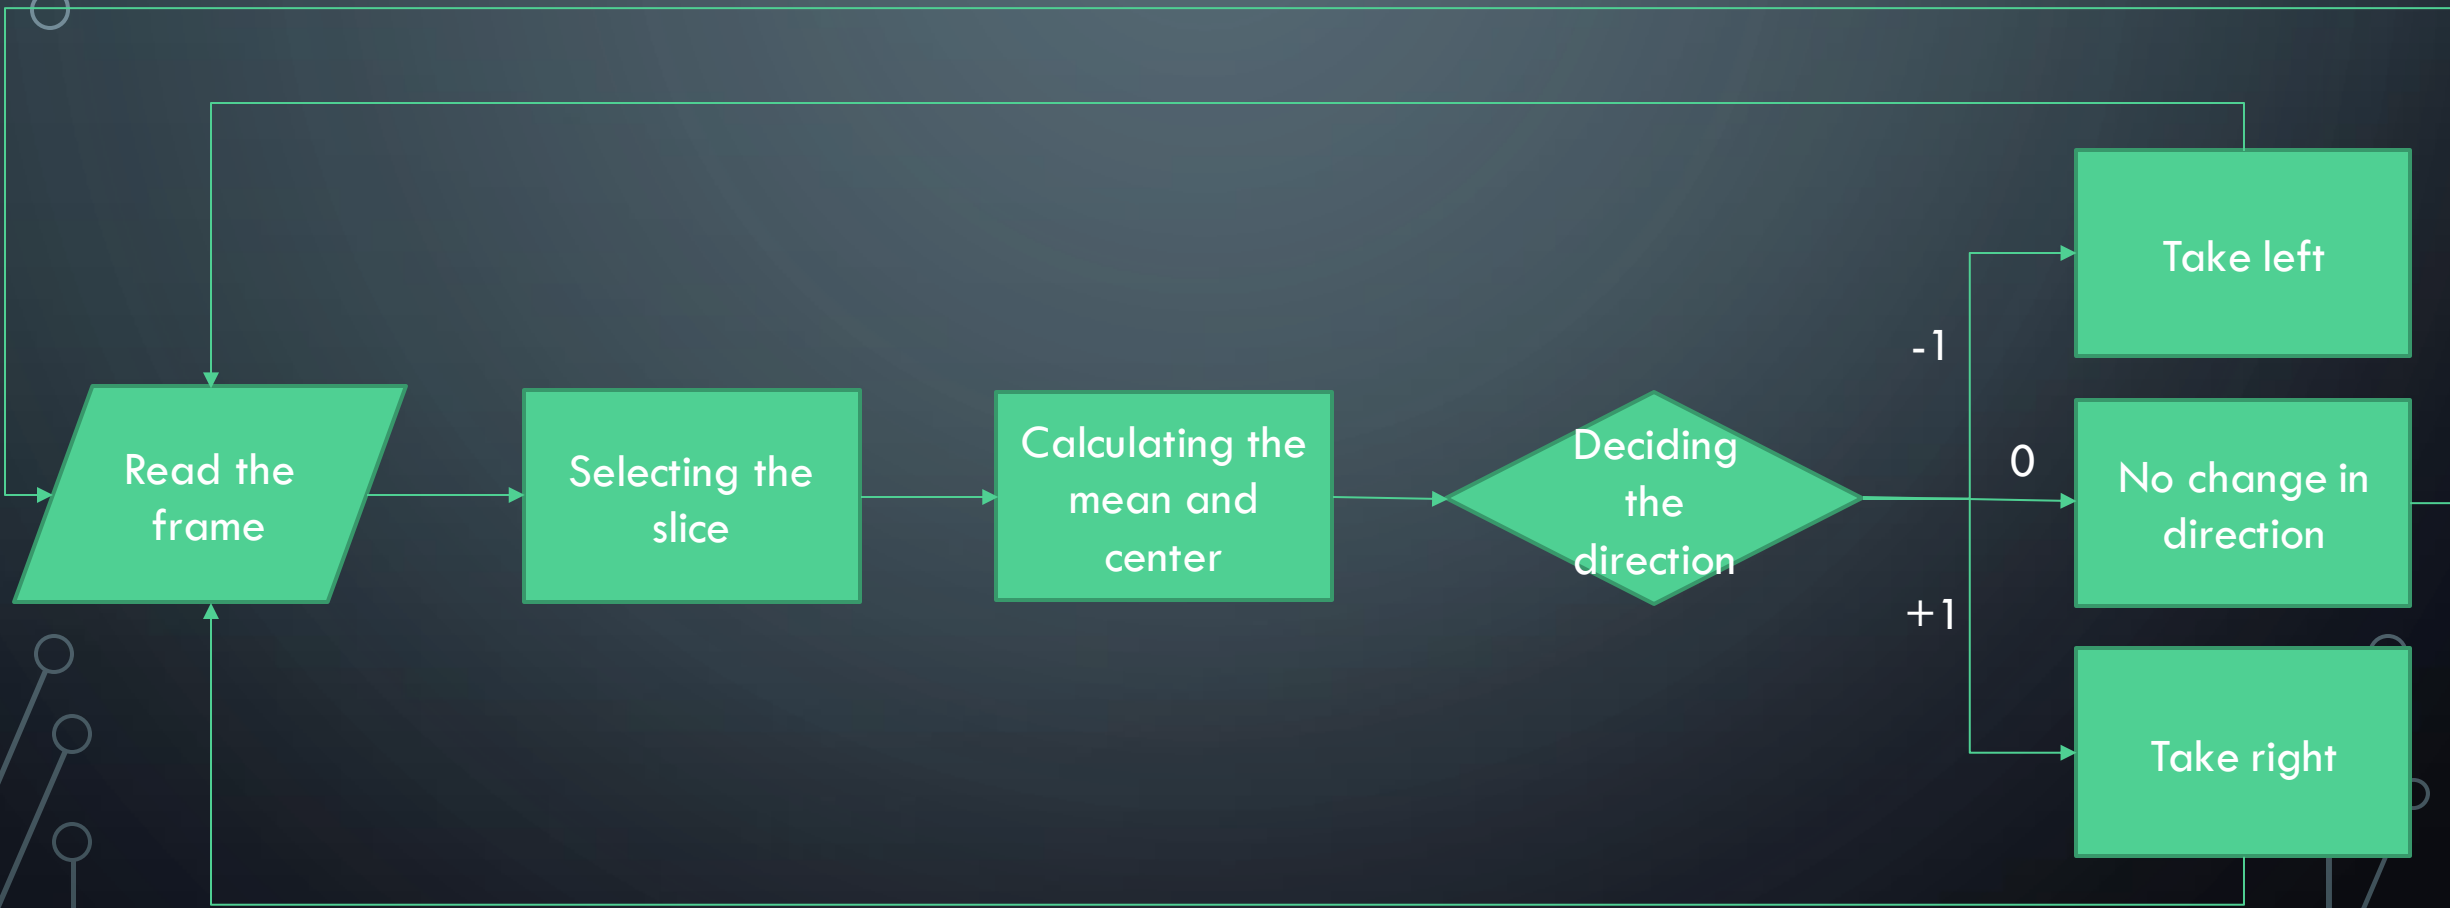 Read the
frame
Selecting the
slice
Calculating the
mean and
center
Deciding
the
direction
-1
0
+1
Take left
No change in
direction
Take right